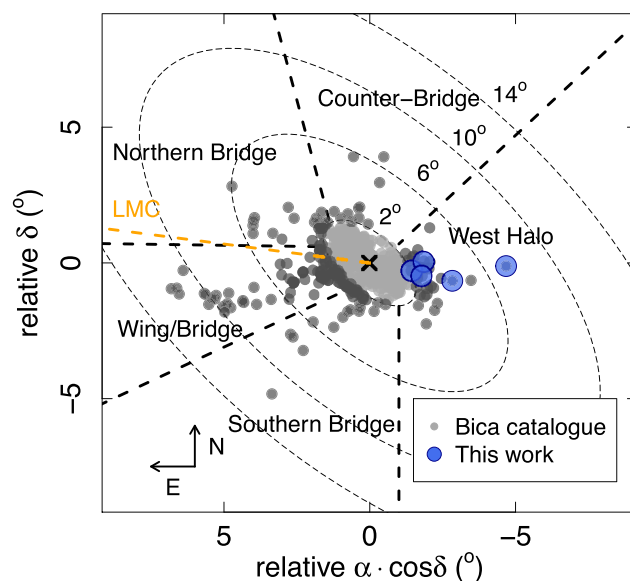 Counter−Bridge
14°
10°
Northern Bridge
6°
LMC
2°
West Halo
Wing/Bridge
Southern Bridge
N
E
Bica catalogue
This work
5
0
−5
relative δ (°)
5
0
−5
relative α · cosδ (°)